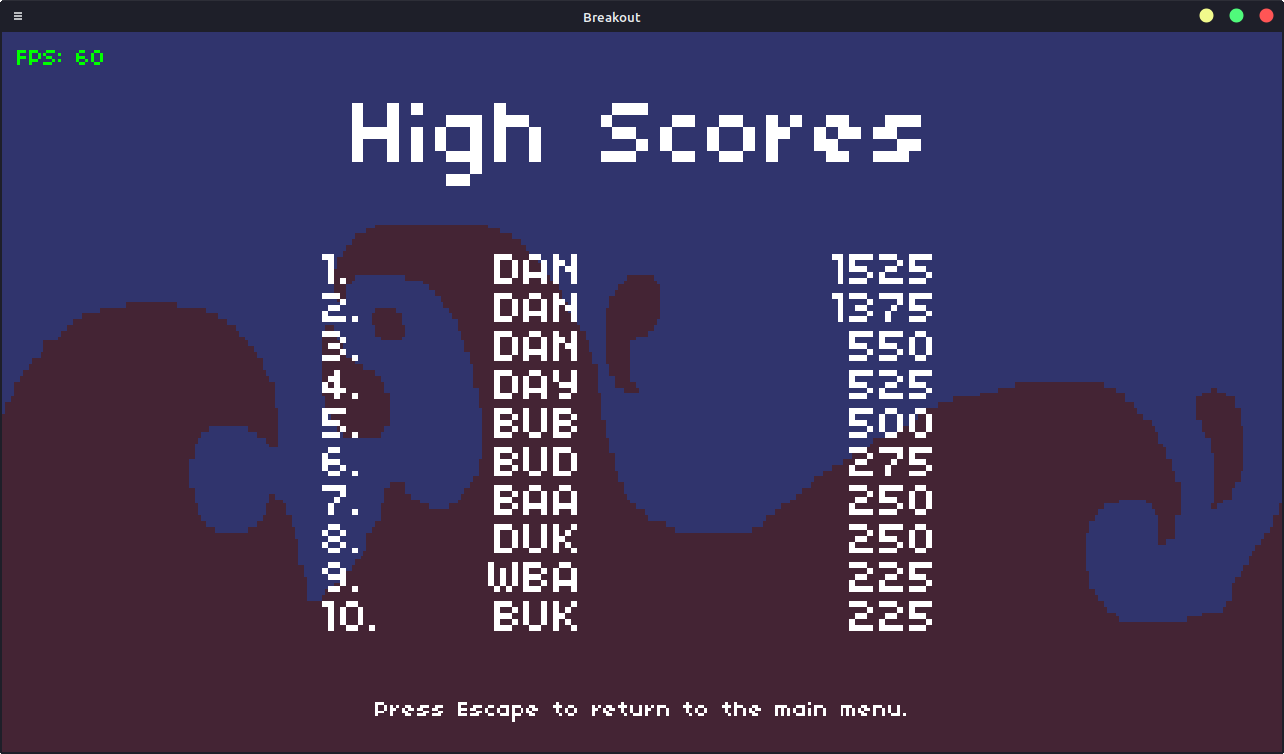 Breakout
FPS: 60
High Scores
1. DAN 1525
2. DAN 1375
3. DAN 550
4. DAY 525
5. BUB 500
6. BUD 275
7. BAA 250
8. DUK 250
9. WBA 225
10. BUK 225
Press Escape to return to the main menu.